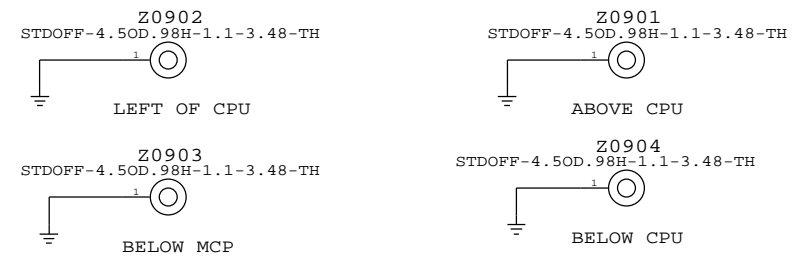 Z0902
STDOFF-4.5OD.98H-1.1-3.48-TH
1
LEFT OF CPU
Z0901
STDOFF-4.5OD.98H-1.1-3.48-TH
1
ABOVE CPU
Z0903
STDOFF-4.5OD.98H-1.1-3.48-TH
1
BELOW MCP
Z0904
STDOFF-4.5OD.98H-1.1-3.48-TH
1
BELOW CPU